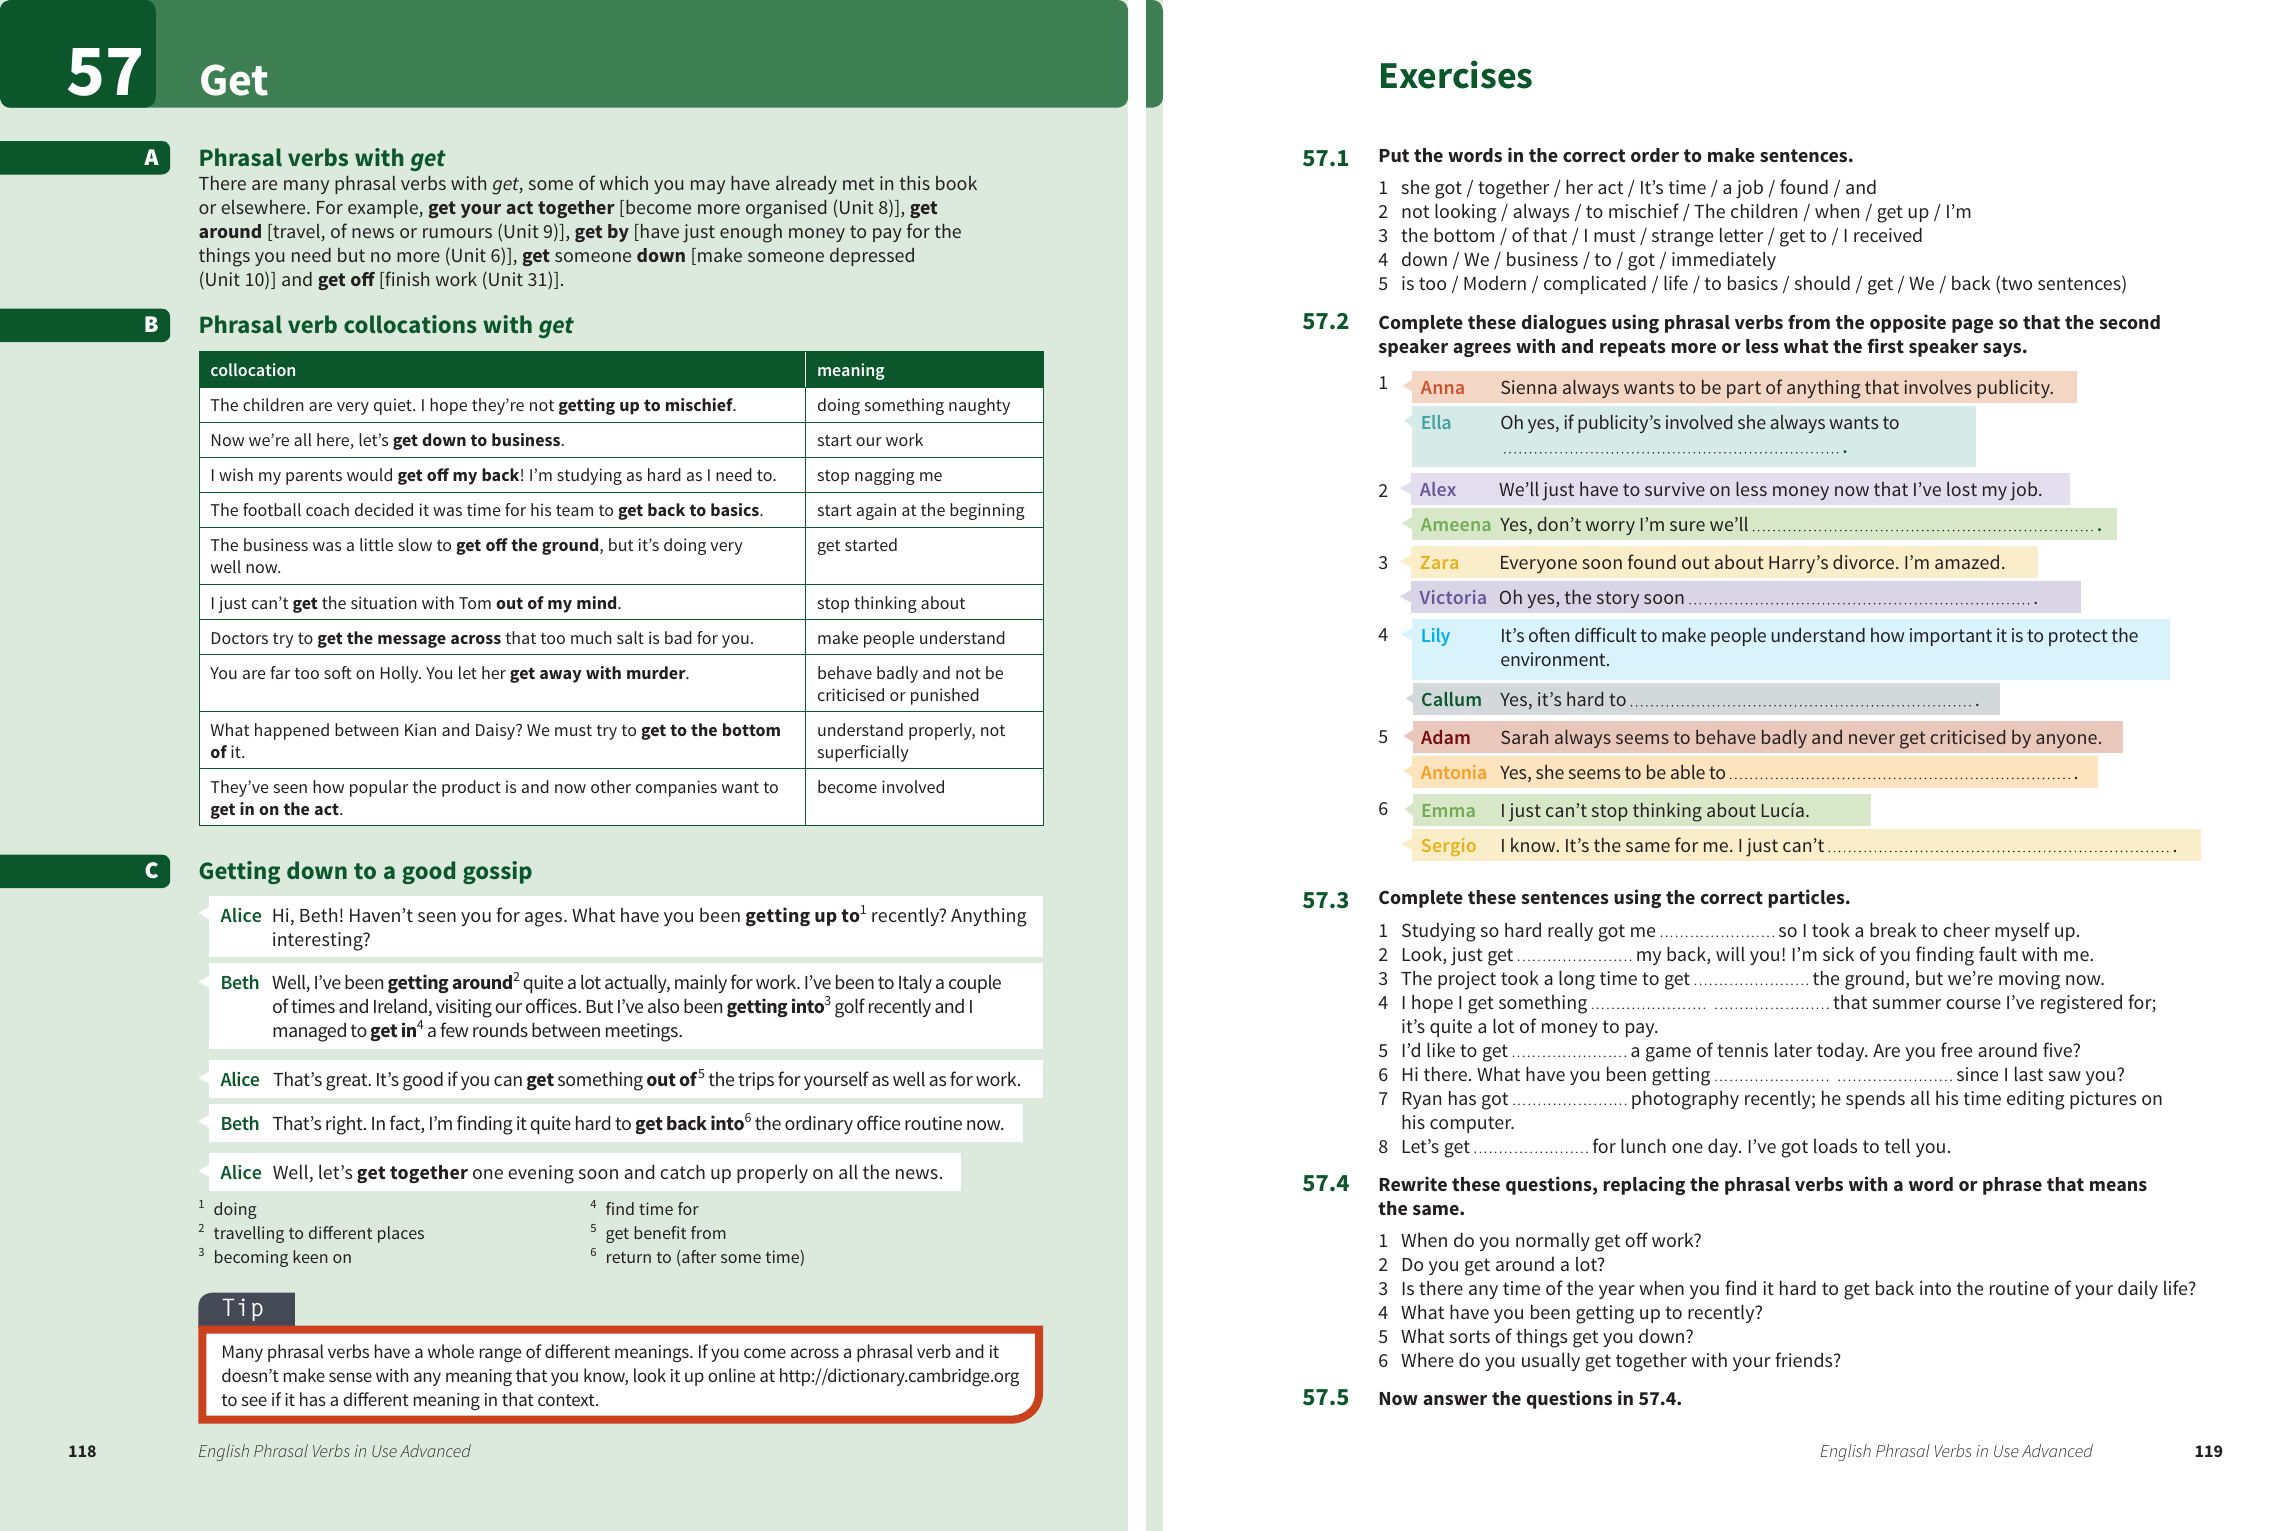 57
Get
A
Phrasal verbs with get
There are many phrasal verbs with get, some of which you may have already met in this book
or elsewhere. For example, get your act together [become more organised (Unit 8)], get
around [travel, of news or rumours (Unit 9)], get by [have just enough money to pay for the
things you need but no more (Unit 6)], get someone down [make someone depressed
(Unit 10)] and get off [finish work (Unit 31)].
B
Phrasal verb collocations with get
collocation meaning
The children are very quiet. I hope they're not getting up to mischief. doing something naughty
Now we're all here, let's get down to business. start our work
I wish my parents would get off my back! I'm studying as hard as I need to. stop nagging me
The football coach decided it was time for his team to get back to basics. start again at the beginning
The business was a little slow to get off the ground, but it's doing very get started
well now.
I just can't get the situation with Tom out of my mind. stop thinking about
Doctors try to get the message across that too much salt is bad for you. make people understand
You are far too soft on Holly. You let her get away with murder. behave badly and not be
criticised or punished
What happened between Kian and Daisy? We must try to get to the bottom understand properly, not
of it. superficially
They've seen how popular the product is and now other companies want to become involved
get in on the act.
C
Getting down to a good gossip
Alice Hi, Beth! Haven't seen you for ages. What have you been getting up to1 recently? Anything
interesting?
Beth Well, I've been getting around2 quite a lot actually, mainly for work. I've been to Italy a couple
of times and Ireland, visiting our offices. But I've also been getting into3 golf recently and I
managed to get in4 a few rounds between meetings.
Alice That's great. It's good if you can get something out of5 the trips for yourself as well as for work.
Beth That's right. In fact, I'm finding it quite hard to get back into6 the ordinary office routine now.
Alice Well, let's get together one evening soon and catch up properly on all the news.
1 doing 4 find time for
2 travelling to different places 5 get benefit from
3 becoming keen on 6 return to (after some time)
Tip
Many phrasal verbs have a whole range of different meanings. If you come across a phrasal verb and it
doesn't make sense with any meaning that you know, look it up online at http://dictionary.cambridge.org
to see if it has a different meaning in that context.
118 English Phrasal Verbs in Use Advanced
Exercises
57.1 Put the words in the correct order to make sentences.
1 she got / together / her act / It's time / a job / found / and
2 not looking / always / to mischief / The children / when / get up / I'm
3 the bottom / of that / I must / strange letter / get to / I received
4 down / We / business / to / got / immediately
5 is too / Modern / complicated / life / to basics / should / get / We / back (two sentences)
57.2 Complete these dialogues using phrasal verbs from the opposite page so that the second
speaker agrees with and repeats more or less what the first speaker says.
1 Anna Sienna always wants to be part of anything that involves publicity.
Ella Oh yes, if publicity's involved she always wants to
.................................................................. .
2 Alex We'll just have to survive on less money now that I've lost my job.
Ameena Yes, don't worry I'm sure we'll .................................................................. .
3 Zara Everyone soon found out about Harry's divorce. I'm amazed.
Victoria Oh yes, the story soon .................................................................. .
4 Lily It's often difficult to make people understand how important it is to protect the
environment.
Callum Yes, it's hard to .................................................................. .
5 Adam Sarah always seems to behave badly and never get criticised by anyone.
Antonia Yes, she seems to be able to .................................................................. .
6 Emma I just can't stop thinking about Lucía.
Sergio I know. It's the same for me. I just can't .................................................................. .
57.3 Complete these sentences using the correct particles.
1 Studying so hard really got me ...................... so I took a break to cheer myself up.
2 Look, just get ...................... my back, will you! I'm sick of you finding fault with me.
3 The project took a long time to get ...................... the ground, but we're moving now.
4 I hope I get something ...................... ...................... that summer course I've registered for;
it's quite a lot of money to pay.
5 I'd like to get ...................... a game of tennis later today. Are you free around five?
6 Hi there. What have you been getting ...................... ...................... since I last saw you?
7 Ryan has got ...................... photography recently; he spends all his time editing pictures on
his computer.
8 Let's get ...................... for lunch one day. I've got loads to tell you.
57.4 Rewrite these questions, replacing the phrasal verbs with a word or phrase that means
the same.
1 When do you normally get off work?
2 Do you get around a lot?
3 Is there any time of the year when you find it hard to get back into the routine of your daily life?
4 What have you been getting up to recently?
5 What sorts of things get you down?
6 Where do you usually get together with your friends?
57.5 Now answer the questions in 57.4.
English Phrasal Verbs in Use Advanced 119